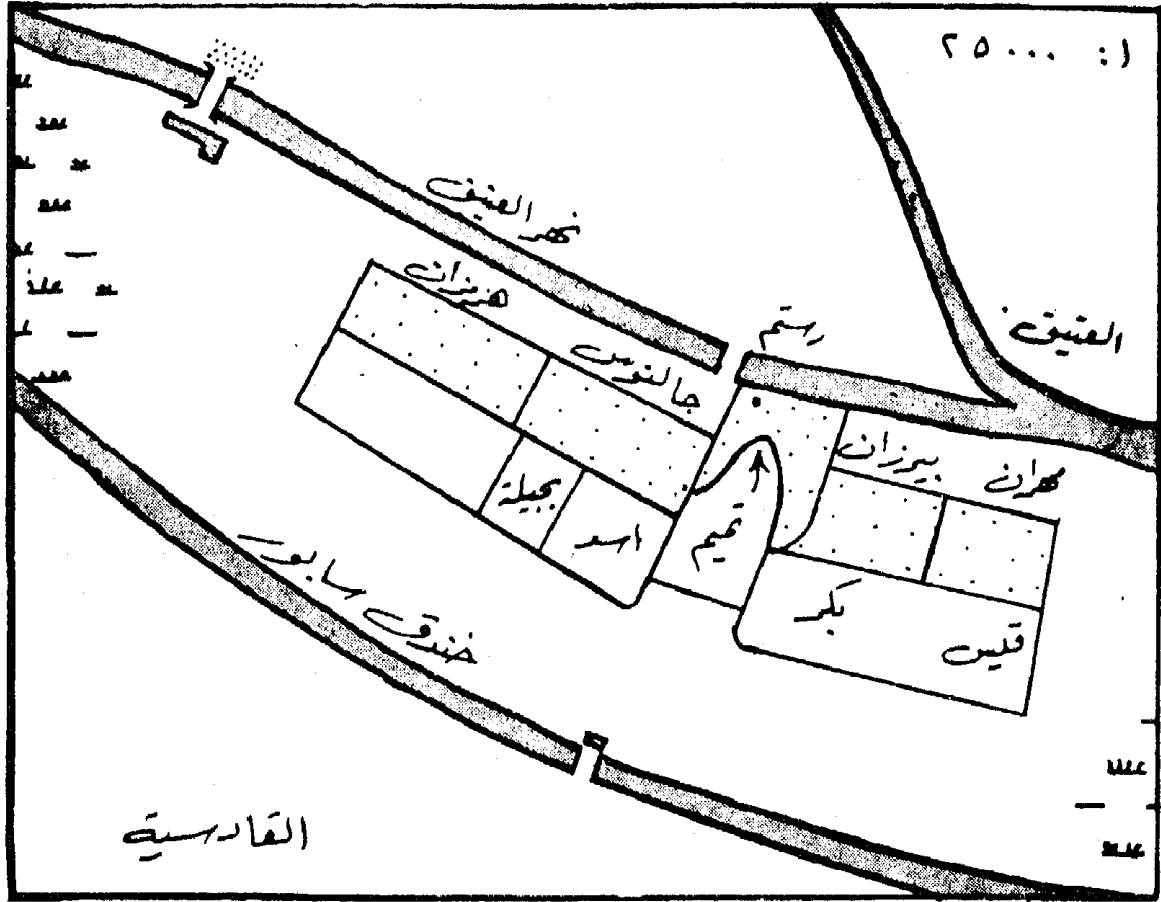 ١: ٢٥٠٠٠
نهر العتيق
العتيق
رستم
هرمزان
جالنوس
مهران
بيرزان
بجيلة
اسد
تميم
بكر
قيس
خندق سابور
القادسية